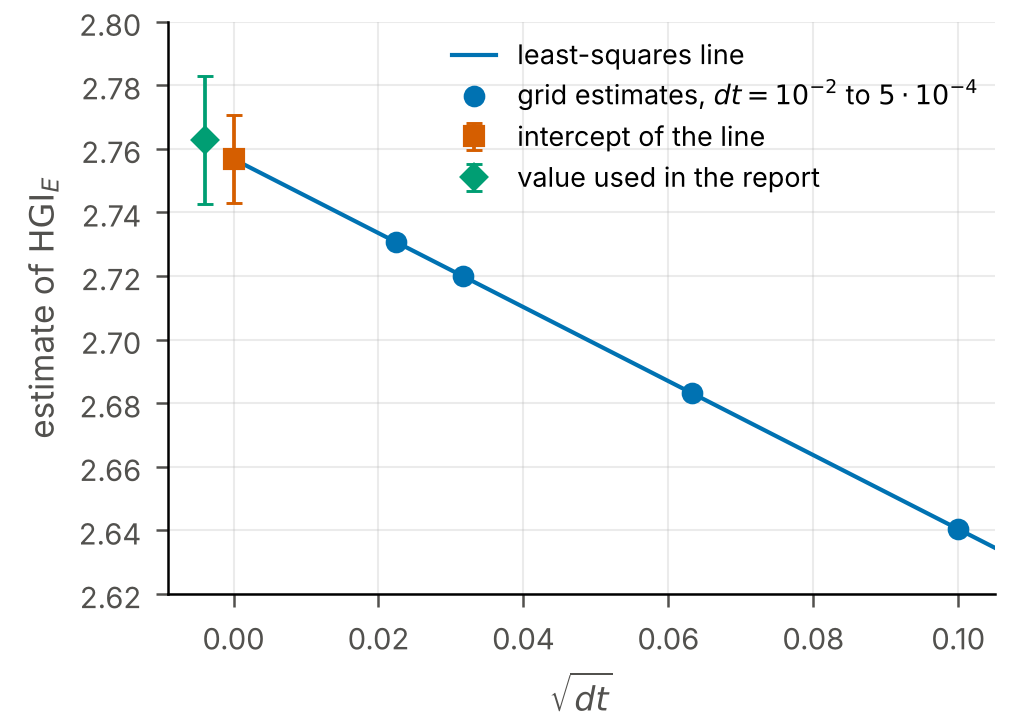 2.80
2.78
2.76
2.74
2.72
2.70
2.68
2.66
2.64
2.62
estimate of HGI_E
least-squares line
grid estimates, dt = 10⁻² to 5 · 10⁻⁴
intercept of the line
value used in the report
0.00 0.02 0.04 0.06 0.08 0.10
√dt